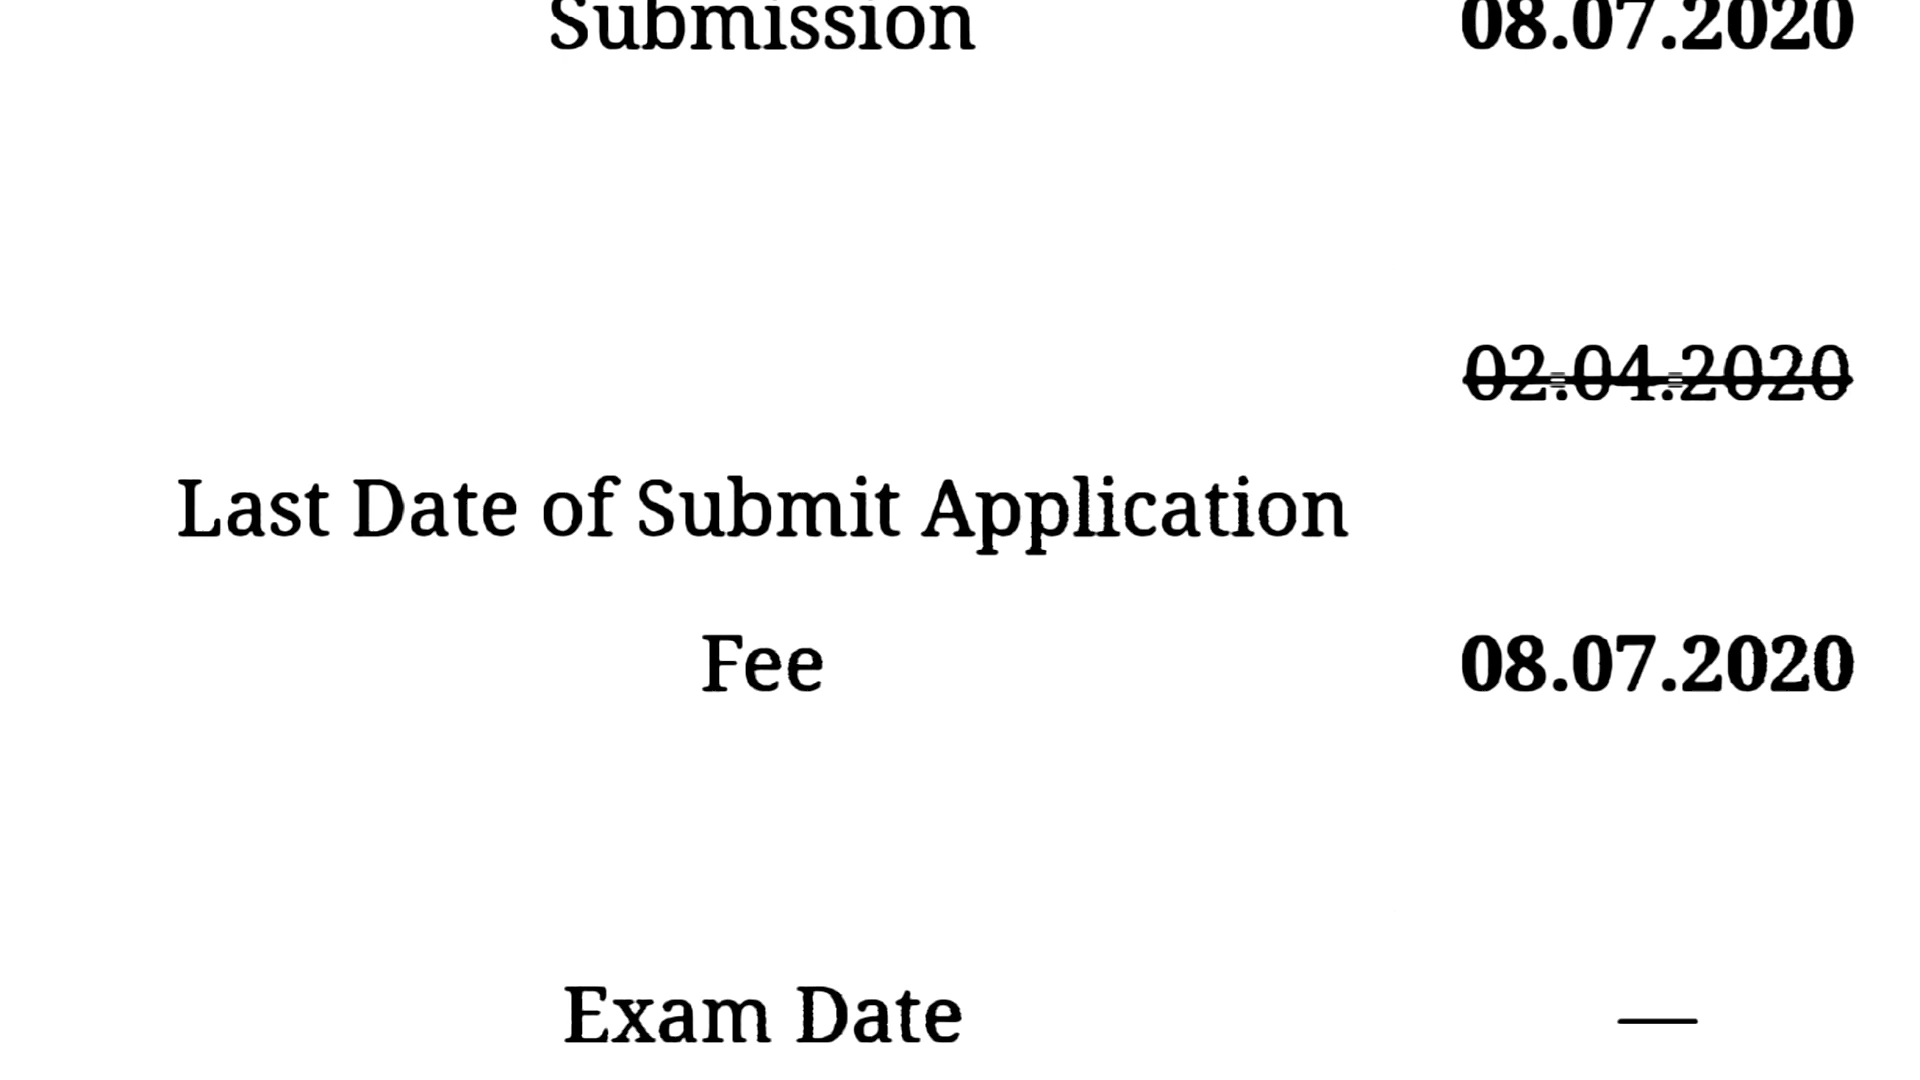 Submission 08.07.2020
02.04.2020
Last Date of Submit Application
Fee 08.07.2020
Exam Date —